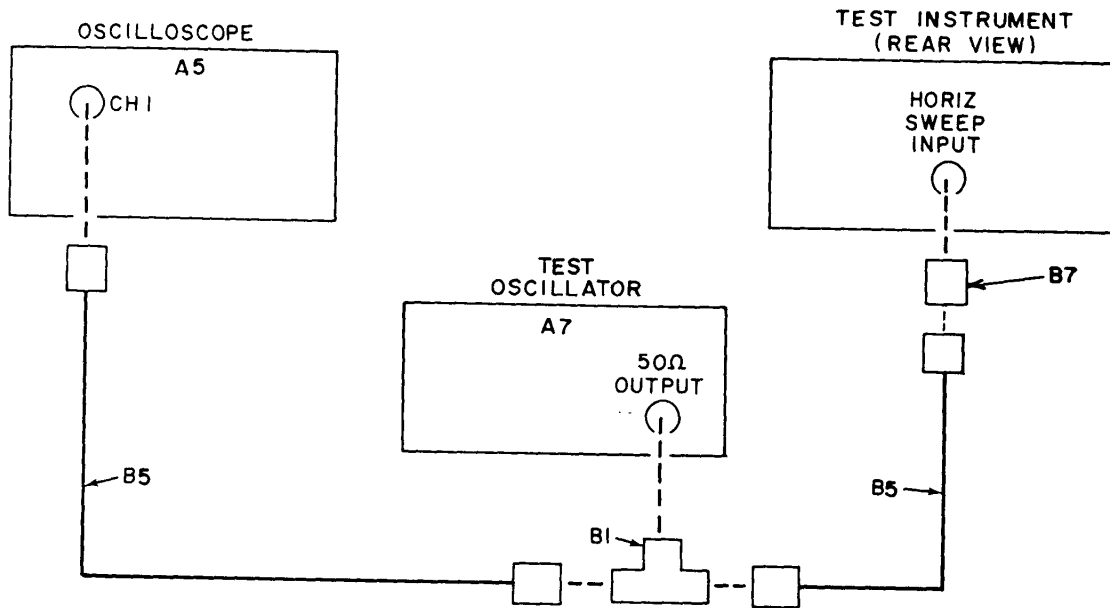 OSCILLOSCOPE
A5
CH1
TEST INSTRUMENT
(REAR VIEW)
HORIZ
SWEEP
INPUT
B7
TEST
OSCILLATOR
A7
50Ω
OUTPUT
B5
B5
B1